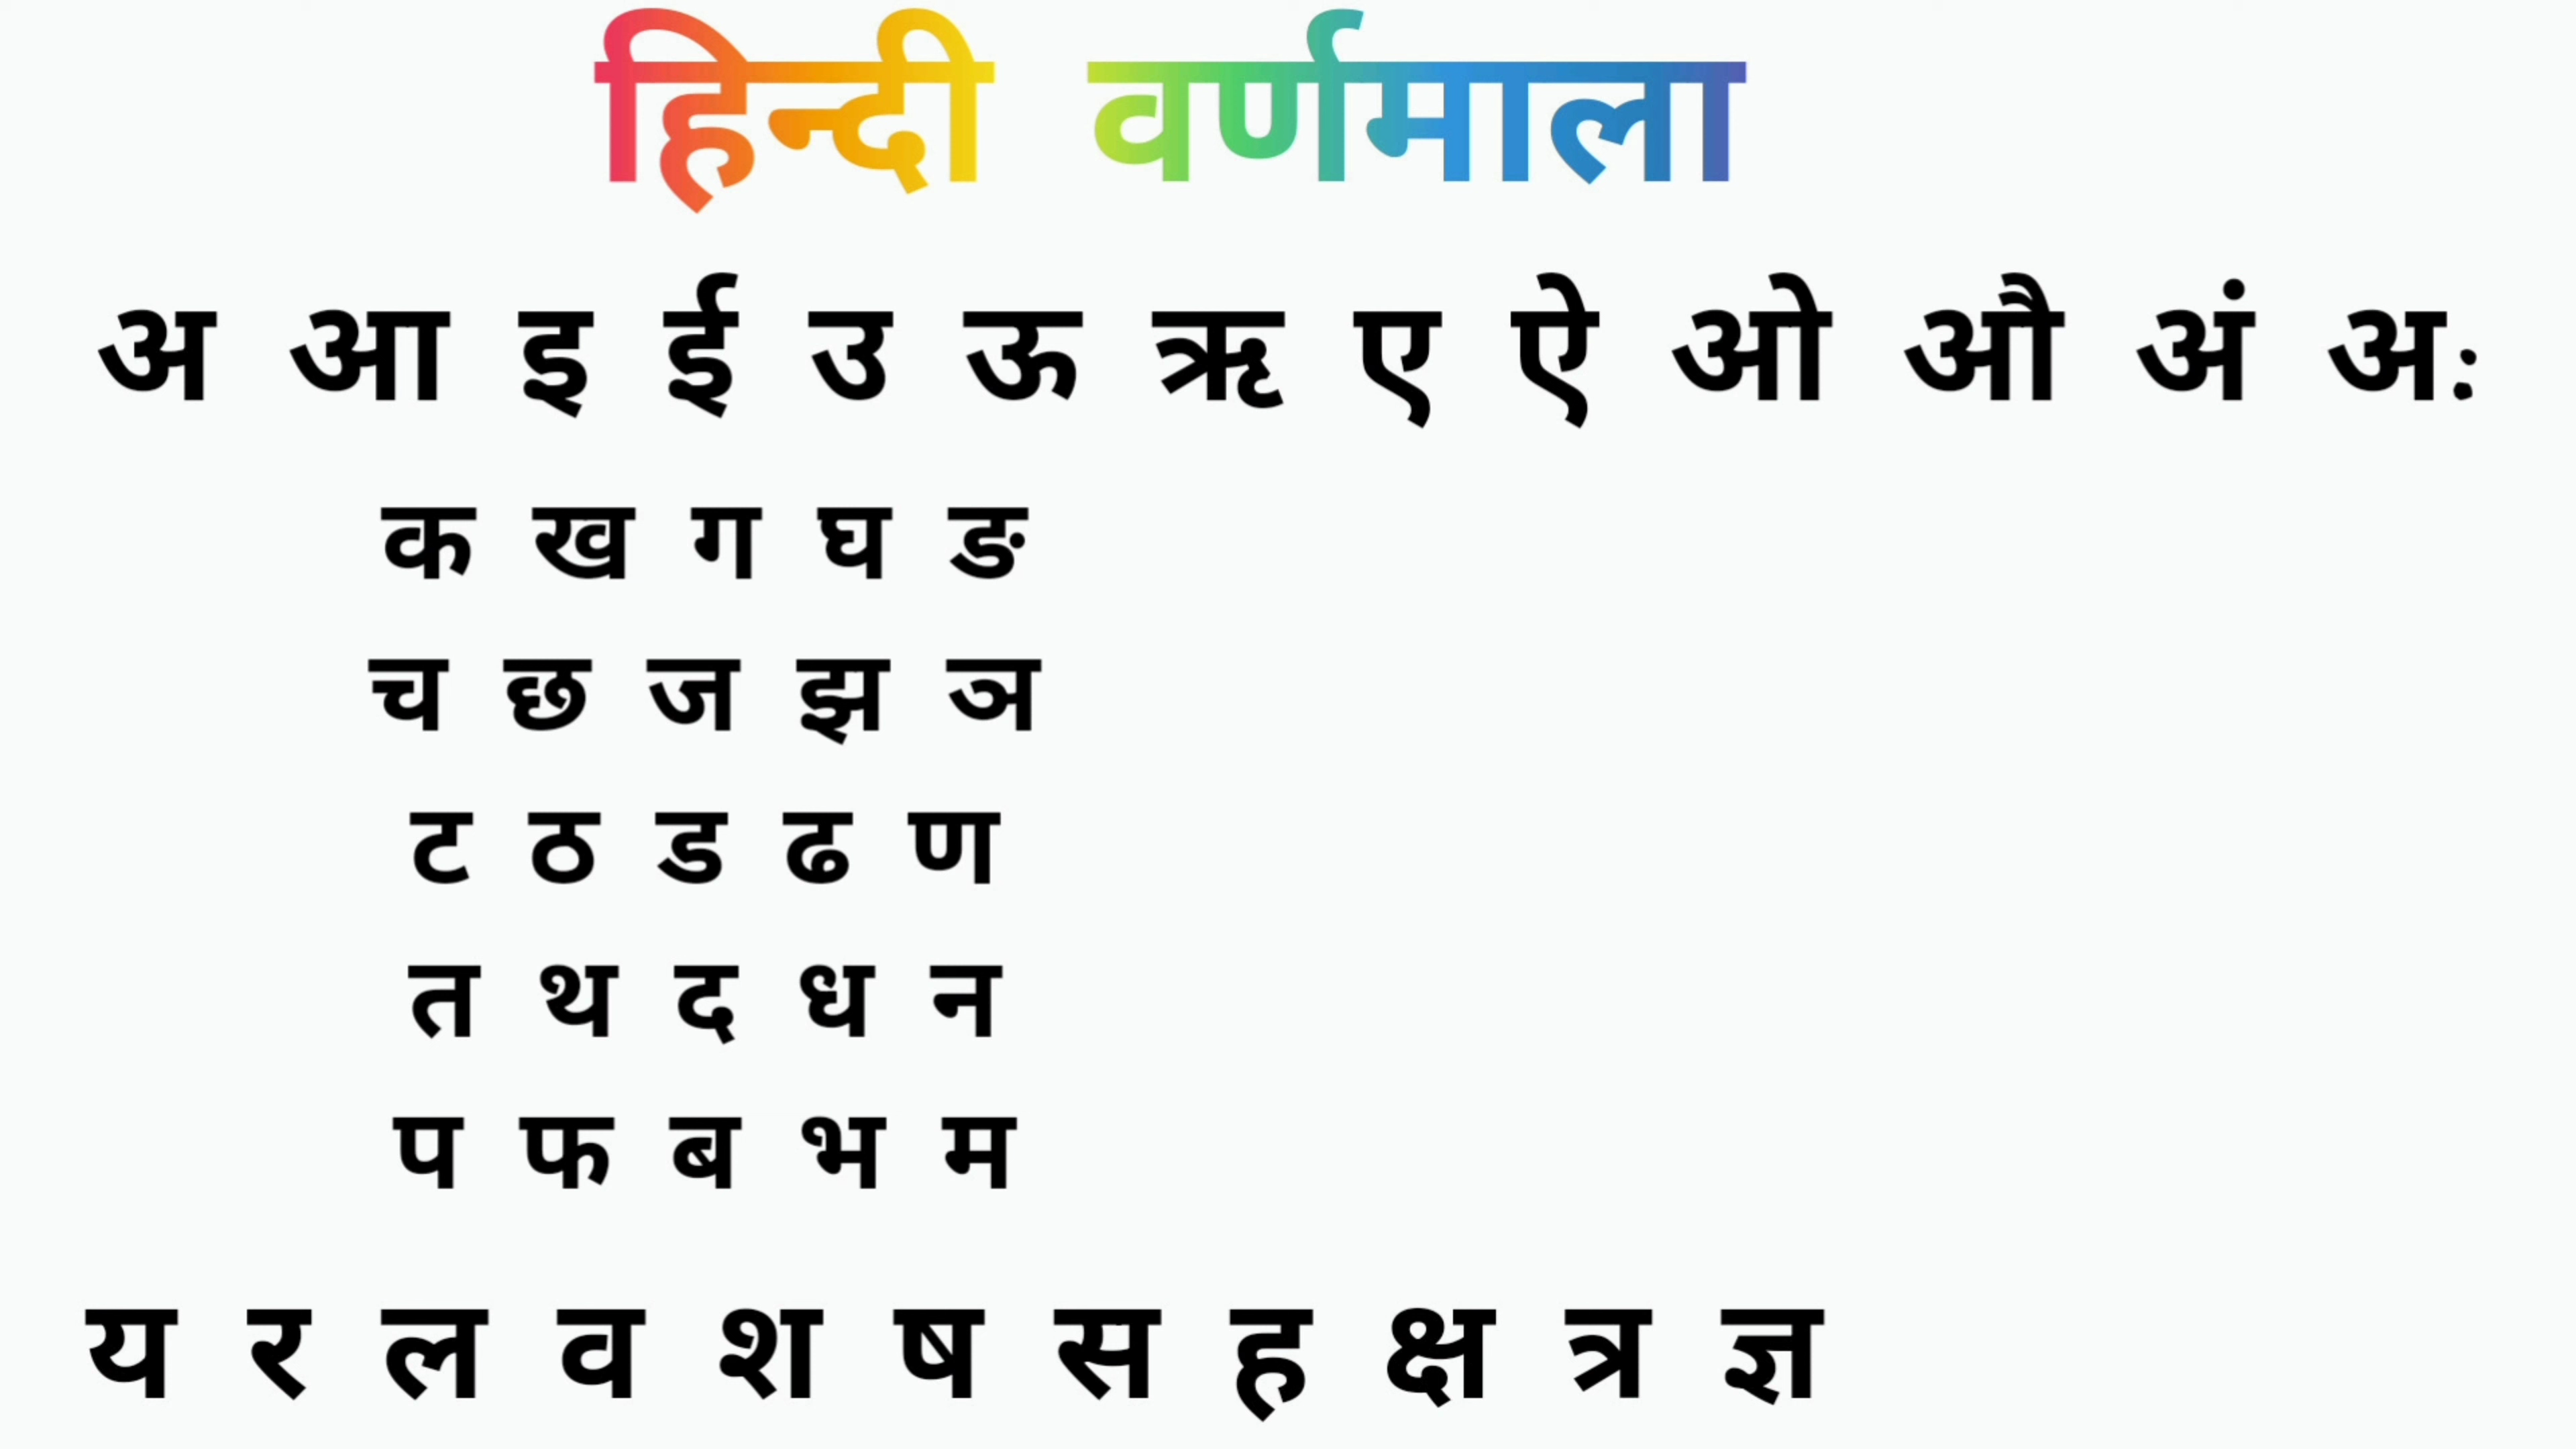 हिन्दी वर्णमाला
अ आ इ ई उ ऊ ऋ ए ऐ ओ औ अं अः
क ख ग घ ङ
च छ ज झ ञ
ट ठ ड ढ ण
त थ द ध न
प फ ब भ म
य र ल व श ष स ह क्ष त्र ज्ञ